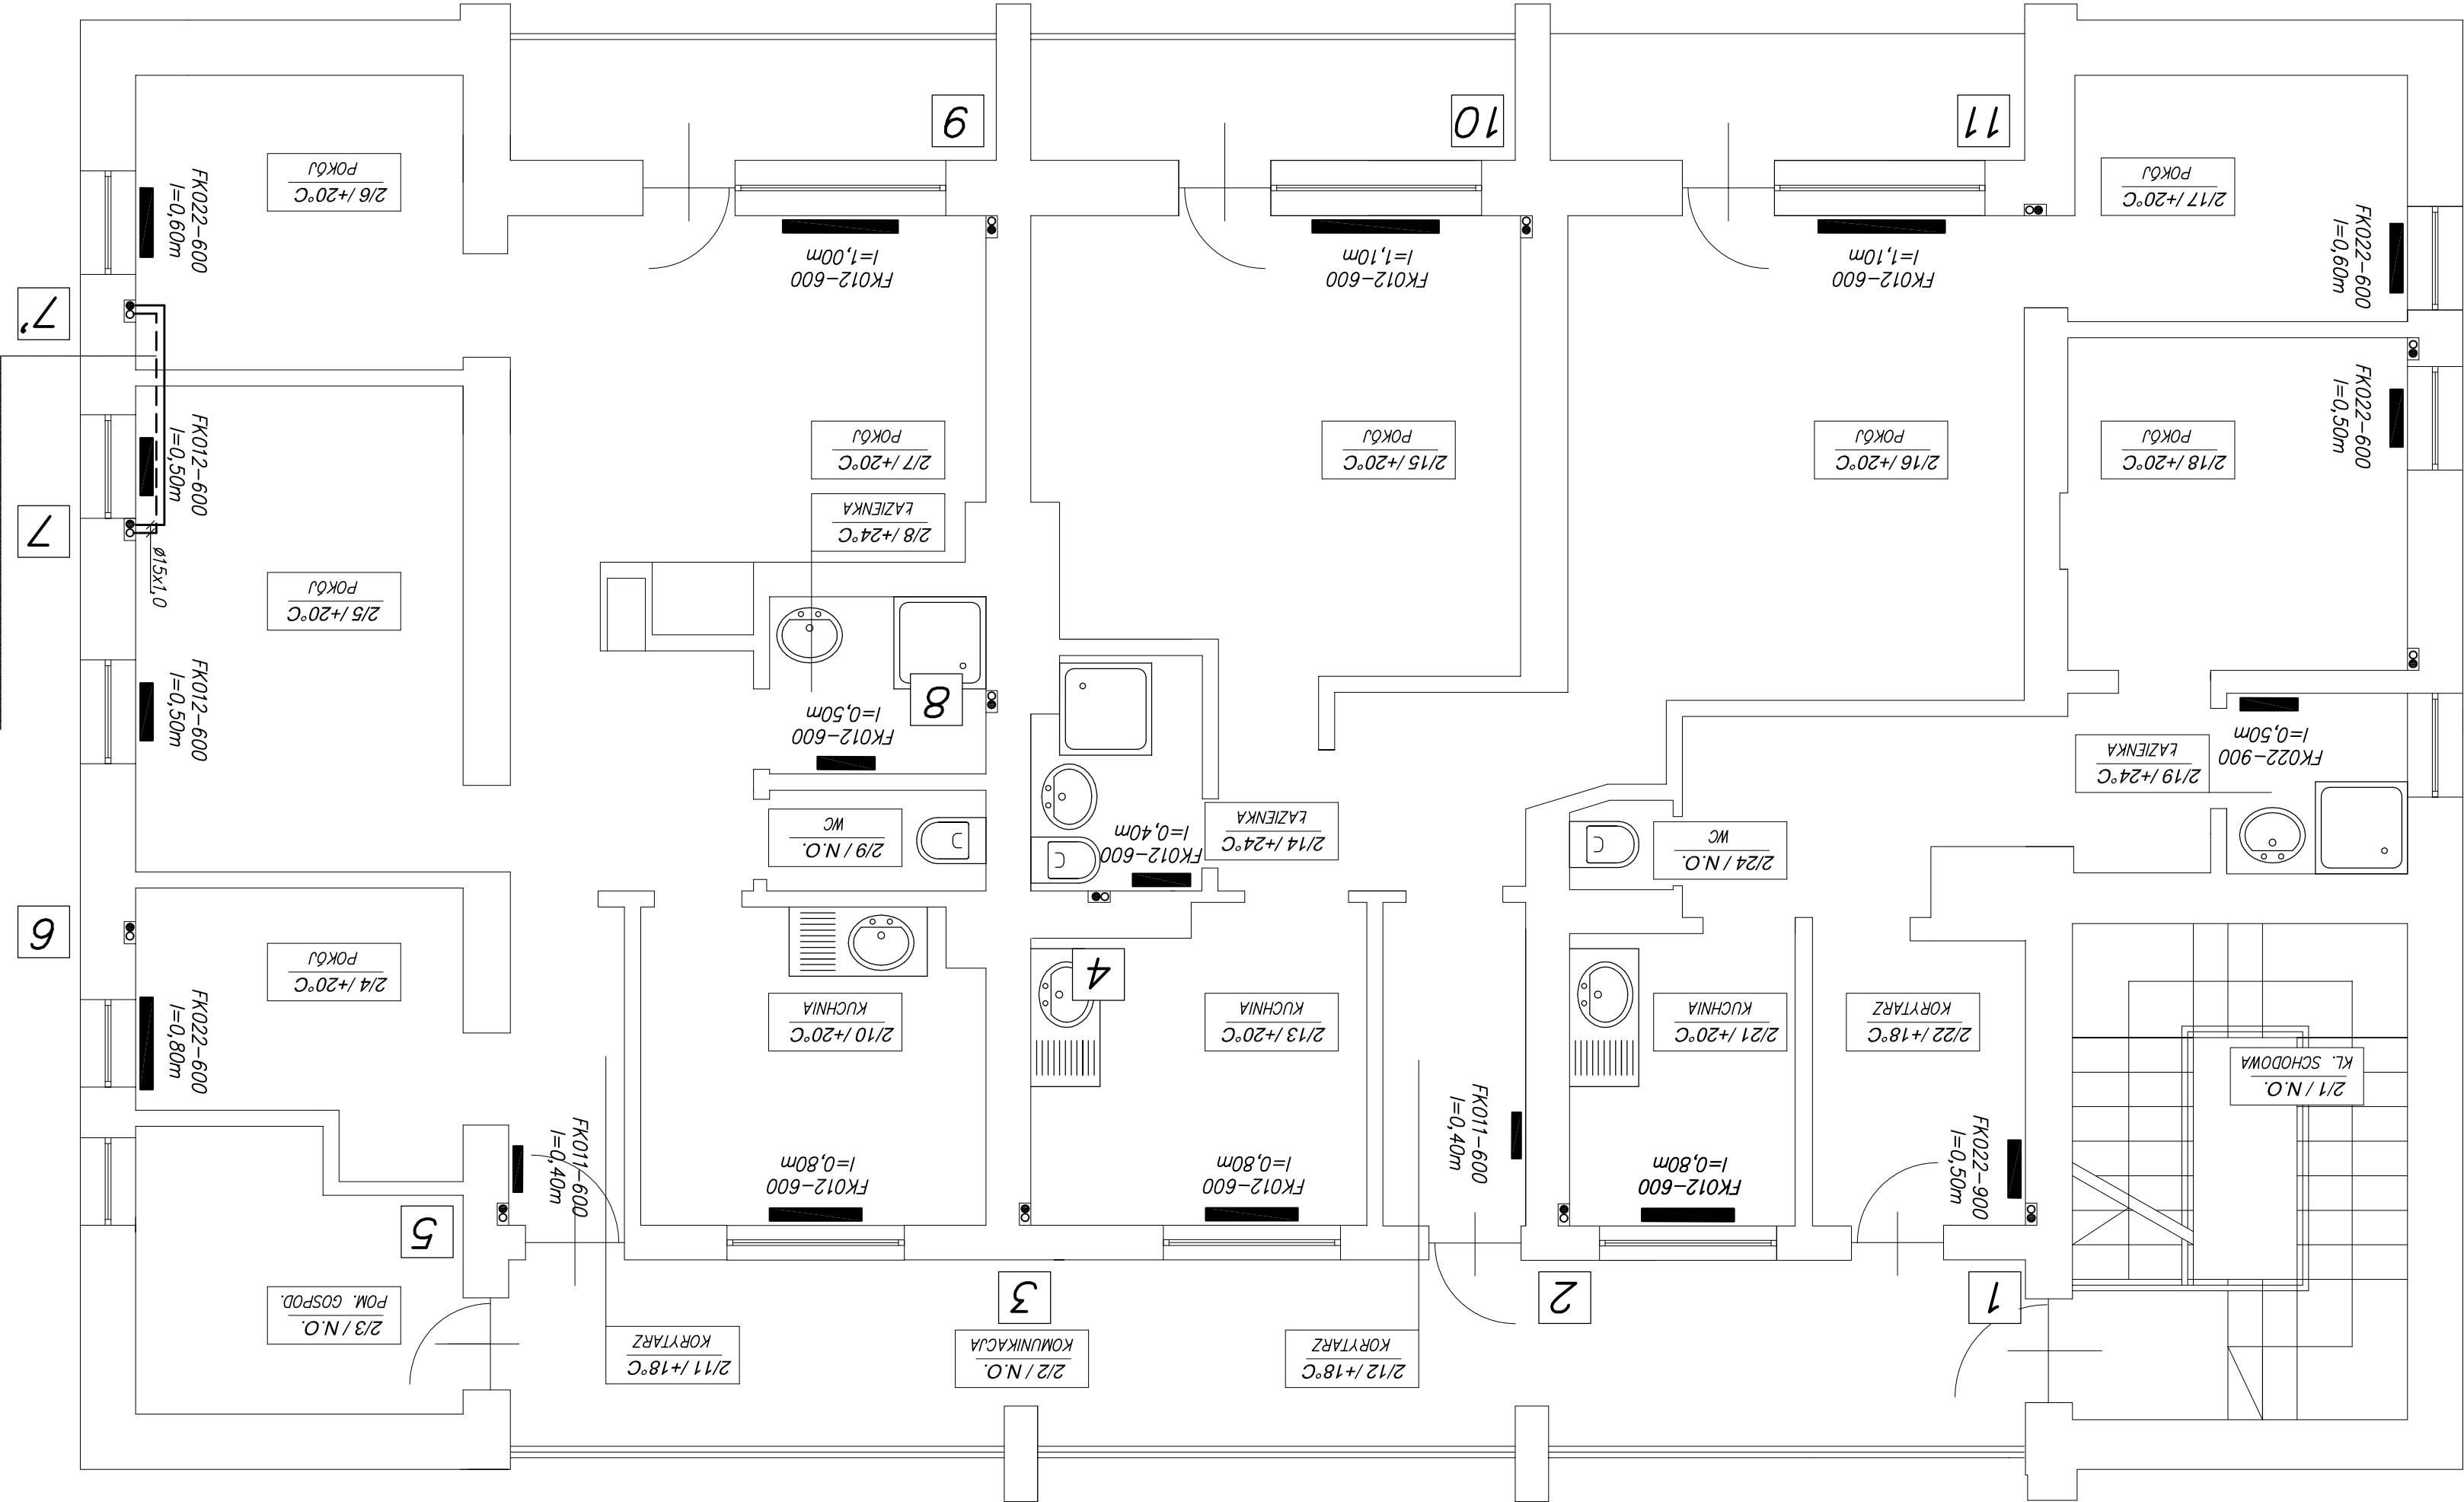 2/12 /+18°C
KORYTARZ
2/2 / N.O.
KOMUNIKACJA
2/11 /+18°C
KORYTARZ
2/3 / N.O.
POM. GOSPOD.
1
2
3
5
FK022-900
l=0,50m
FK012-600
l=0,80m
FK011-600
l=0,40m
FK012-600
l=0,80m
FK012-600
l=0,80m
FK011-600
l=0,40m
2/1 / N.O.
KL. SCHODOWA
2/22 /+18°C
KORYTARZ
2/21 /+20°C
KUCHNIA
2/13 /+20°C
KUCHNIA
4
2/10 /+20°C
KUCHNIA
FK022-600
l=0,80m
2/4 /+20°C
POKÓJ
6
2/24 / N.O.
WC
2/14 /+24°C
ŁAZIENKA
FK012-600
l=0,40m
2/9 / N.O.
WC
2/19 /+24°C
ŁAZIENKA
FK022-900
l=0,50m
FK012-600
l=0,50m
8
FK012-600
l=0,50m
2/5 /+20°C
POKÓJ
ø15x1,0
7
2/8 /+24°C
ŁAZIENKA
2/18 /+20°C
POKÓJ
2/16 /+20°C
POKÓJ
2/15 /+20°C
POKÓJ
2/7 /+20°C
POKÓJ
FK022-600
l=0,50m
FK012-600
l=0,50m
7'
FK022-600
l=0,60m
FK012-600
l=1,10m
FK012-600
l=1,10m
FK012-600
l=1,00m
FK022-600
l=0,60m
2/17 /+20°C
POKÓJ
2/6 /+20°C
POKÓJ
11
10
9